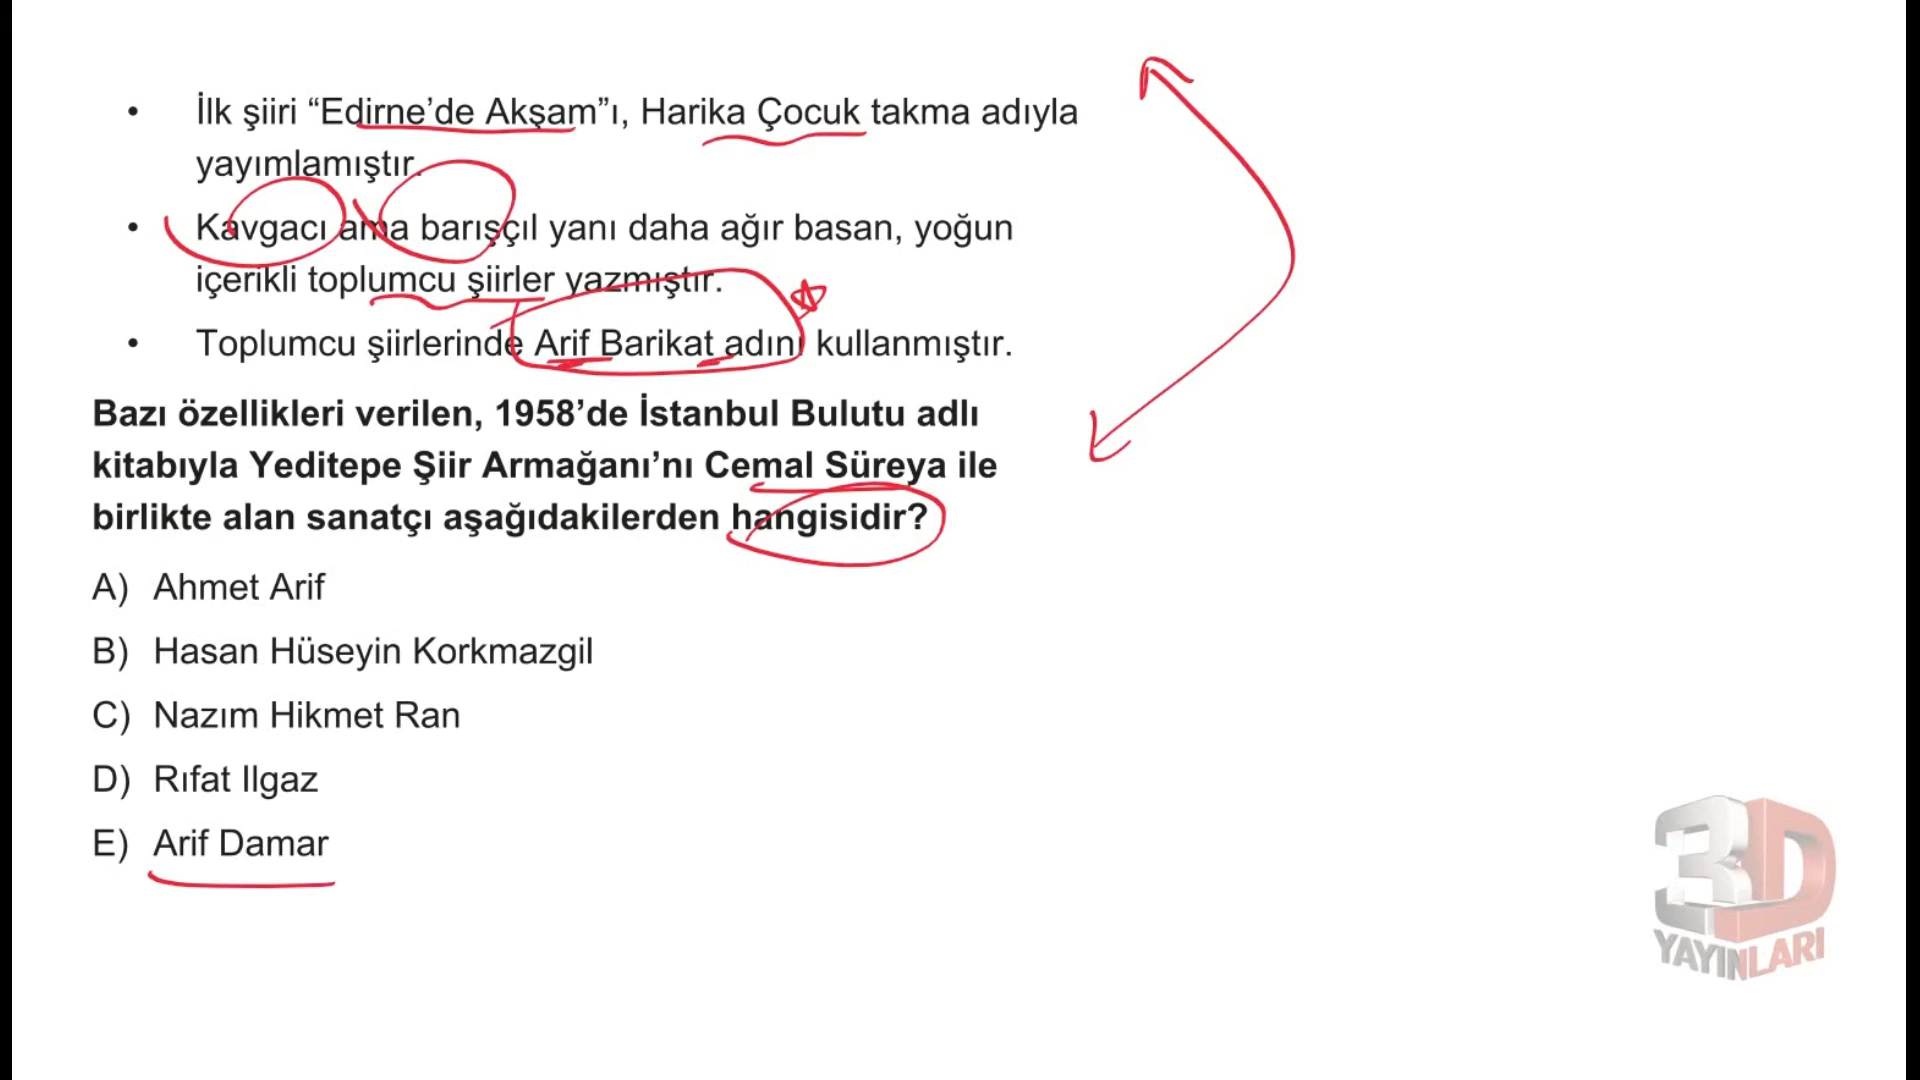 • İlk şiiri “Edirne’de Akşam”ı, Harika Çocuk takma adıyla
yayımlamıştır.
• Kavgacı ama barışçıl yanı daha ağır basan, yoğun
içerikli toplumcu şiirler yazmıştır.
• Toplumcu şiirlerinde Arif Barikat adını kullanmıştır.
Bazı özellikleri verilen, 1958’de İstanbul Bulutu adlı
kitabıyla Yeditepe Şiir Armağanı’nı Cemal Süreya ile
birlikte alan sanatçı aşağıdakilerden hangisidir?
A) Ahmet Arif
B) Hasan Hüseyin Korkmazgil
C) Nazım Hikmet Ran
D) Rıfat Ilgaz
E) Arif Damar
3D
YAYINLARI